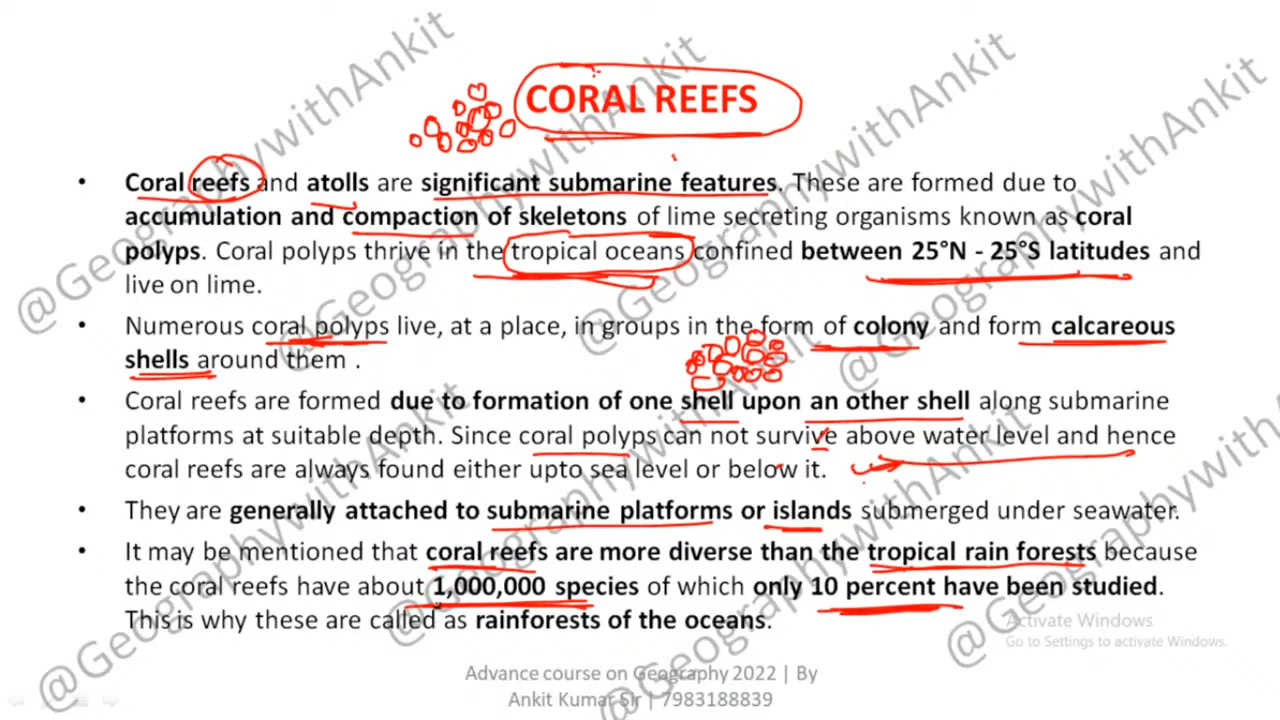 CORAL REEFS
• Coral reefs and atolls are significant submarine features. These are formed due to
accumulation and compaction of skeletons of lime secreting organisms known as coral
polyps. Coral polyps thrive in the tropical oceans confined between 25°N - 25°S latitudes and
live on lime.
• Numerous coral polyps live, at a place, in groups in the form of colony and form calcareous
shells around them .
• Coral reefs are formed due to formation of one shell upon an other shell along submarine
platforms at suitable depth. Since coral polyps can not survive above water level and hence
coral reefs are always found either upto sea level or below it.
• They are generally attached to submarine platforms or islands submerged under seawater.
• It may be mentioned that coral reefs are more diverse than the tropical rain forests because
the coral reefs have about 1,000,000 species of which only 10 percent have been studied.
This is why these are called as rainforests of the oceans.
Activate Windows
Go to Settings to activate Windows.
Advance course on Geography 2022 | By
Ankit Kumar Sir | 7983188839
@GeographywithAnkit
@GeographywithAnkit
@GeographywithAnkit
@GeographywithAnkit
@GeographywithAnkit
@GeographywithAnkit
@GeographywithAnkit
@Geographywith